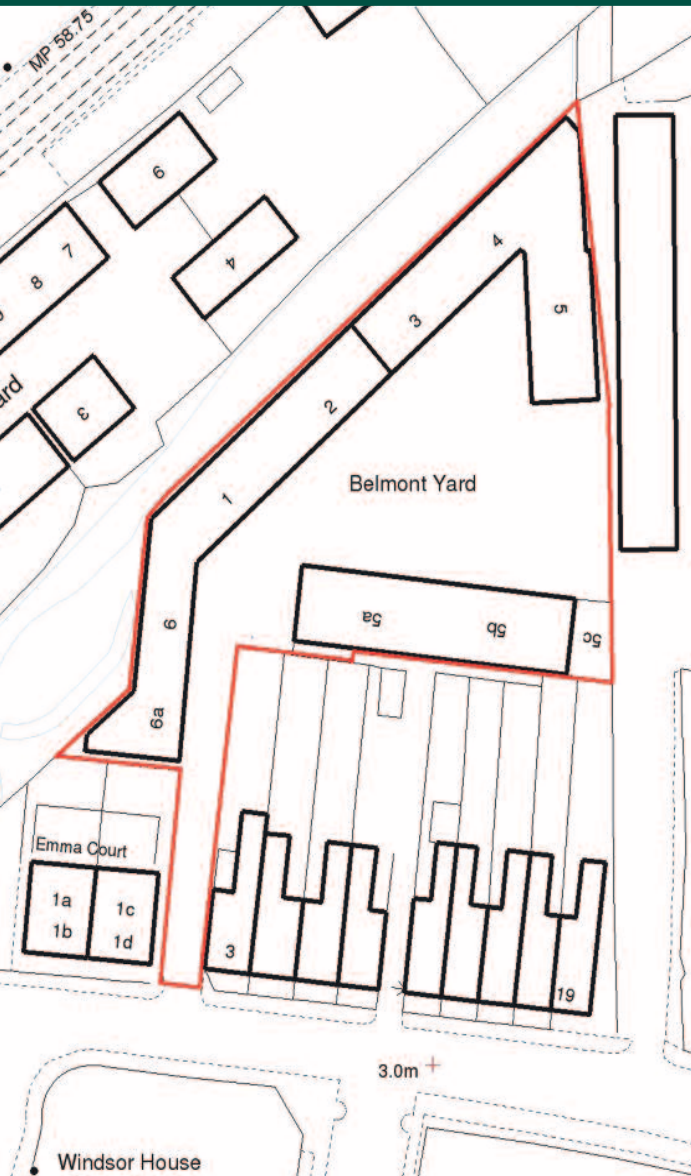 MP 58.75
6
4
7
8
ard
3
4
3
5
2
1
Belmont Yard
6
5a
5b
5c
6a
Emma Court
1a
1c
1b
1d
3
19
3.0m
Windsor House